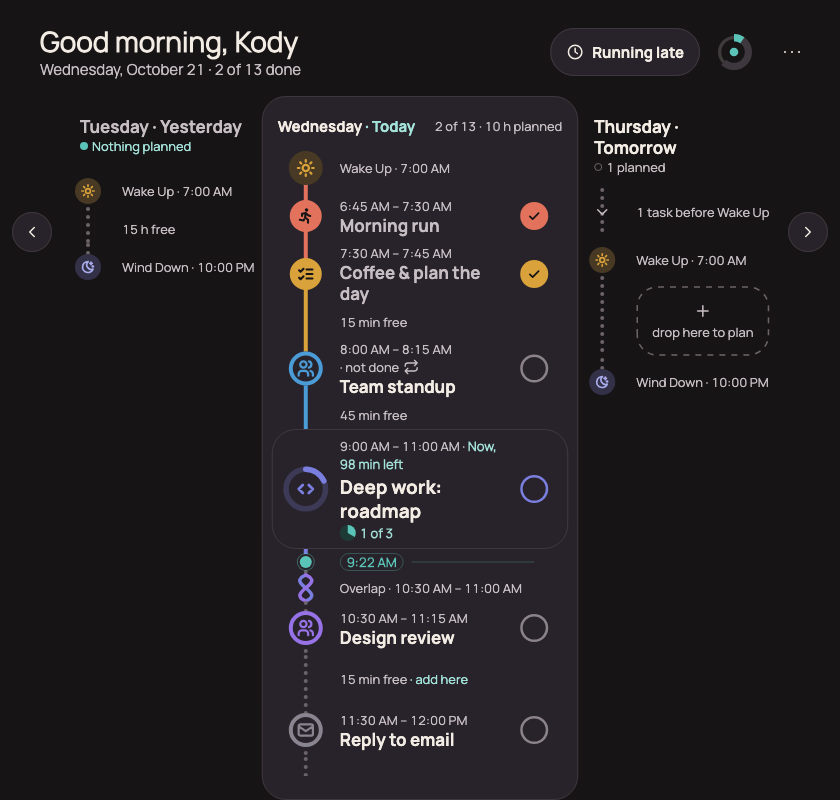 Good morning, Kody
Wednesday, October 21 · 2 of 13 done
Running late
Tuesday · Yesterday
Nothing planned
Wake Up · 7:00 AM
15 h free
Wind Down · 10:00 PM
Wednesday · Today
2 of 13 · 10 h planned
Wake Up · 7:00 AM
6:45 AM – 7:30 AM
Morning run
7:30 AM – 7:45 AM
Coffee & plan the
day
15 min free
8:00 AM – 8:15 AM
· not done
Team standup
45 min free
9:00 AM – 11:00 AM · Now,
98 min left
Deep work:
roadmap
1 of 3
9:22 AM
Overlap · 10:30 AM – 11:00 AM
10:30 AM – 11:15 AM
Design review
15 min free · add here
11:30 AM – 12:00 PM
Reply to email
Thursday ·
Tomorrow
1 planned
1 task before Wake Up
Wake Up · 7:00 AM
drop here to plan
Wind Down · 10:00 PM